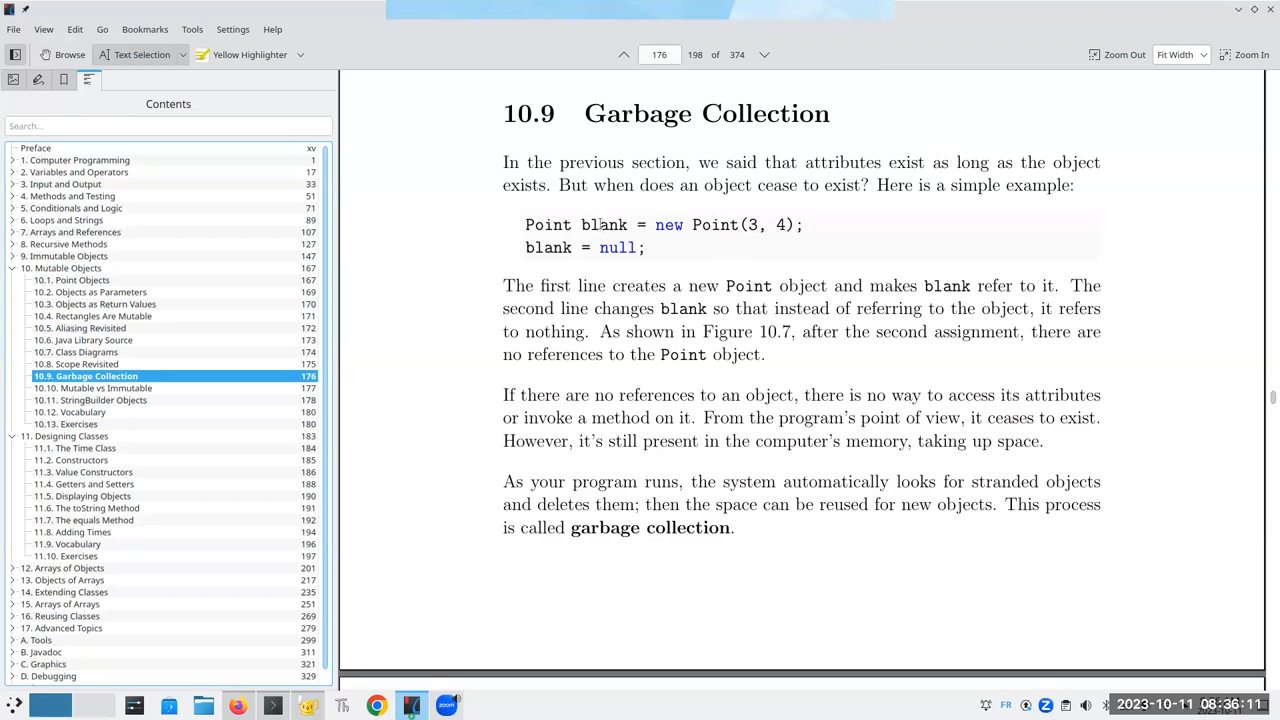 File View Edit Go Bookmarks Tools Settings Help
Browse Text Selection Yellow Highlighter 176 198 of 374 Zoom Out Fit Width Zoom In
Contents
Search...
Preface xv
1. Computer Programming 1
2. Variables and Operators 17
3. Input and Output 33
4. Methods and Testing 51
5. Conditionals and Logic 71
6. Loops and Strings 89
7. Arrays and References 107
8. Recursive Methods 127
9. Immutable Objects 147
10. Mutable Objects 167
10.1. Point Objects 167
10.2. Objects as Parameters 169
10.3. Objects as Return Values 170
10.4. Rectangles Are Mutable 171
10.5. Aliasing Revisited 172
10.6. Java Library Source 173
10.7. Class Diagrams 174
10.8. Scope Revisited 175
10.9. Garbage Collection 176
10.10. Mutable vs Immutable 177
10.11. StringBuilder Objects 178
10.12. Vocabulary 180
10.13. Exercises 180
11. Designing Classes 183
11.1. The Time Class 184
11.2. Constructors 185
11.3. Value Constructors 186
11.4. Getters and Setters 188
11.5. Displaying Objects 190
11.6. The toString Method 191
11.7. The equals Method 192
11.8. Adding Times 194
11.9. Vocabulary 196
11.10. Exercises 197
12. Arrays of Objects 201
13. Objects of Arrays 217
14. Extending Classes 235
15. Arrays of Arrays 251
16. Reusing Classes 269
17. Advanced Topics 279
A. Tools 299
B. Javadoc 311
C. Graphics 321
D. Debugging 329
10.9 Garbage Collection
In the previous section, we said that attributes exist as long as the object
exists. But when does an object cease to exist? Here is a simple example:
Point blank = new Point(3, 4);
blank = null;
The first line creates a new Point object and makes blank refer to it. The
second line changes blank so that instead of referring to the object, it refers
to nothing. As shown in Figure 10.7, after the second assignment, there are
no references to the Point object.
If there are no references to an object, there is no way to access its attributes
or invoke a method on it. From the program's point of view, it ceases to exist.
However, it's still present in the computer's memory, taking up space.
As your program runs, the system automatically looks for stranded objects
and deletes them; then the space can be reused for new objects. This process
is called garbage collection.
Th zoom FR Z 2023-10-11 08:36:11